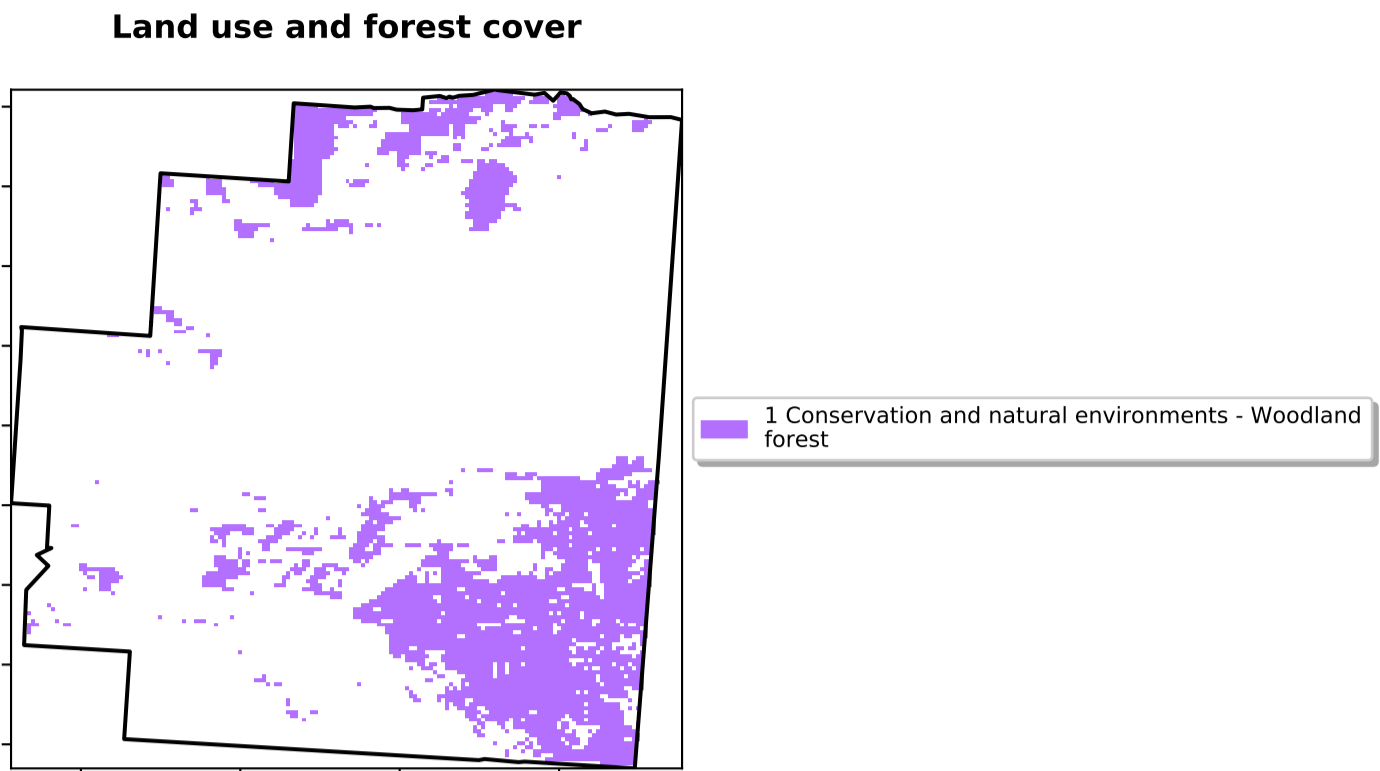 Land use and forest cover
1 Conservation and natural environments - Woodland
forest